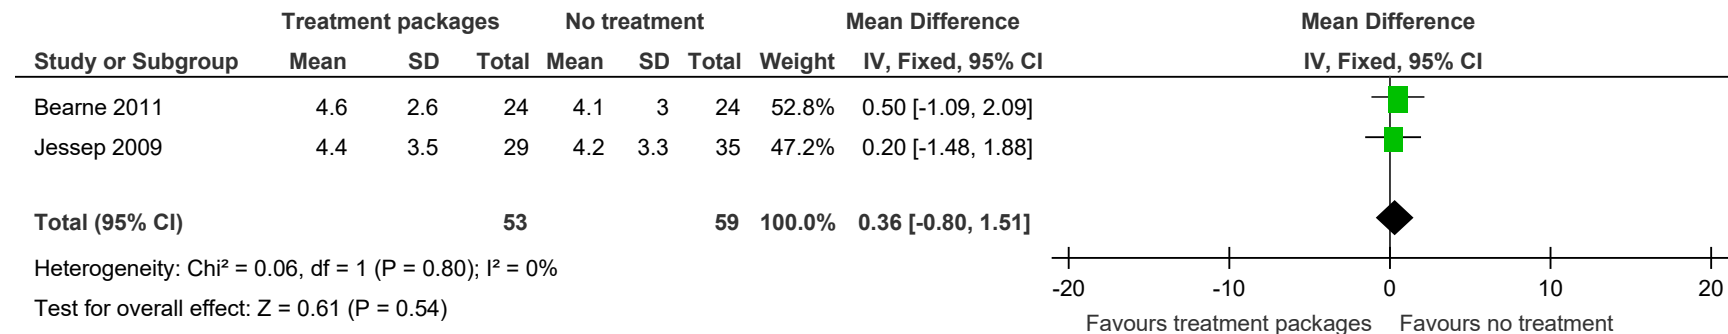 Treatment packages No treatment Mean Difference Mean Difference
Study or Subgroup Mean SD Total Mean SD Total Weight IV, Fixed, 95% CI IV, Fixed, 95% CI
Bearne 2011 4.6 2.6 24 4.1 3 24 52.8% 0.50 [-1.09, 2.09]
Jessep 2009 4.4 3.5 29 4.2 3.3 35 47.2% 0.20 [-1.48, 1.88]
Total (95% CI) 53 59 100.0% 0.36 [-0.80, 1.51]
Heterogeneity: Chi² = 0.06, df = 1 (P = 0.80); I² = 0%
Test for overall effect: Z = 0.61 (P = 0.54)
-20 -10 0 10 20
Favours treatment packages Favours no treatment